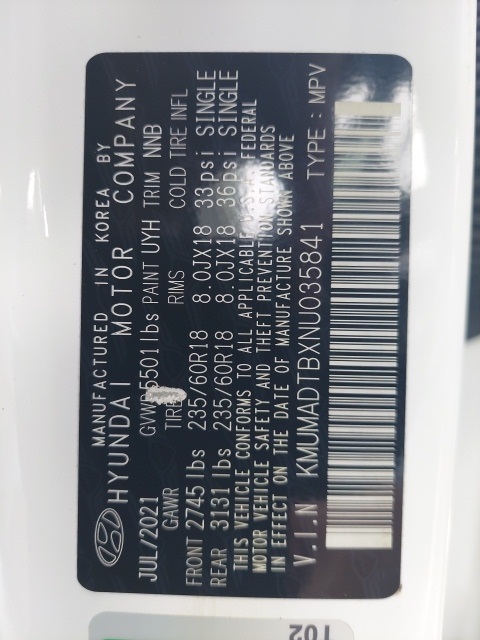 MANUFACTURED IN KOREA BY
HYUNDAI MOTOR COMPANY
JUL/2021 GVWR 5501 lbs PAINT UYH TRIM NNB
GAWR TIRE RIMS COLD TIRE INFL
FRONT 2745 lbs 235/60R18 8.0JX18 33psi SINGLE
REAR 3131 lbs 235/60R18 8.0JX18 36psi SINGLE
THIS VEHICLE CONFORMS TO ALL APPLICABLE FEDERAL
MOTOR VEHICLE SAFETY AND THEFT PREVENTION STANDARDS
IN EFFECT ON THE DATE OF MANUFACTURE SHOWN ABOVE
V.I.N KMUMADTBXNU035841 TYPE : MPV
T02